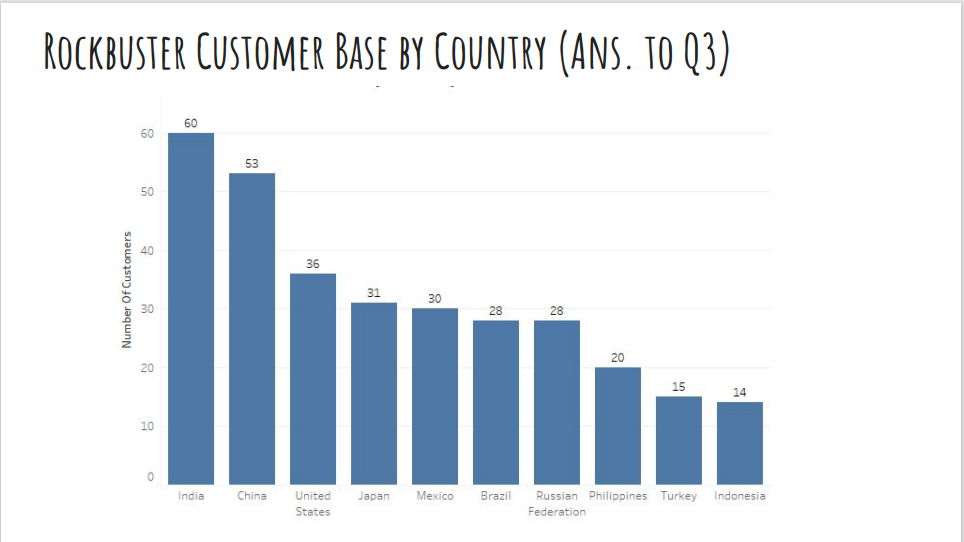 Rockbuster Customer Base by Country (Ans. to Q3)
60
53
36
31
30
28
28
20
15
14
Number Of Customers
60
50
40
30
20
10
0
India
China
United
States
Japan
Mexico
Brazil
Russian
Federation
Philippines
Turkey
Indonesia